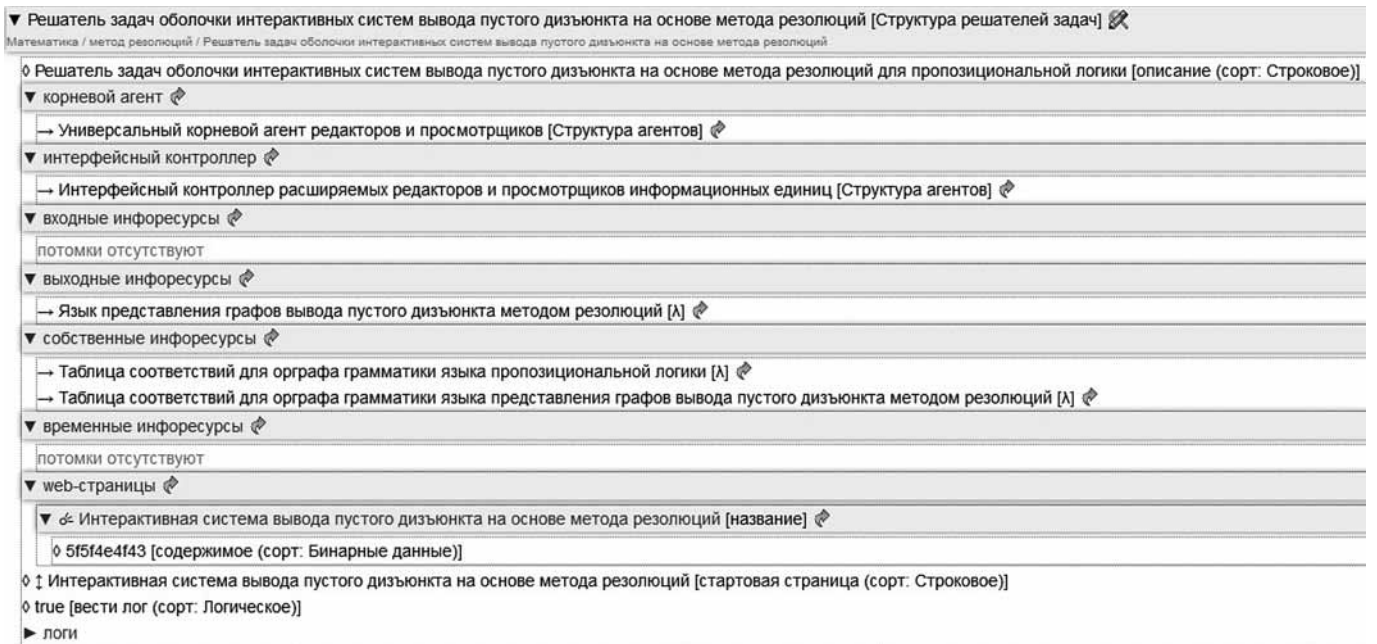 ▼ Решатель задач оболочки интерактивных систем вывода пустого дизъюнкта на основе метода резолюций [Структура решателей задач]
Математика / метод резолюций / Решатель задач оболочки интерактивных систем вывода пустого дизъюнкта на основе метода резолюций
◊ Решатель задач оболочки интерактивных систем вывода пустого дизъюнкта на основе метода резолюций для пропозициональной логики [описание (сорт: Строковое)]
▼ корневой агент
→ Универсальный корневой агент редакторов и просмотрщиков [Структура агентов]
▼ интерфейсный контроллер
→ Интерфейсный контроллер расширяемых редакторов и просмотрщиков информационных единиц [Структура агентов]
▼ входные инфоресурсы
потомки отсутствуют
▼ выходные инфоресурсы
→ Язык представления графов вывода пустого дизъюнкта методом резолюций [λ]
▼ собственные инфоресурсы
→ Таблица соответствий для орграфа грамматики языка пропозициональной логики [λ]
→ Таблица соответствий для орграфа грамматики языка представления графов вывода пустого дизъюнкта методом резолюций [λ]
▼ временные инфоресурсы
потомки отсутствуют
▼ web-страницы
▼ Интерактивная система вывода пустого дизъюнкта на основе метода резолюций [название]
◊ 5f5f4e4f43 [содержимое (сорт: Бинарные данные)]
◊ ↕ Интерактивная система вывода пустого дизъюнкта на основе метода резолюций [стартовая страница (сорт: Строковое)]
◊ true [вести лог (сорт: Логическое)]
► логи